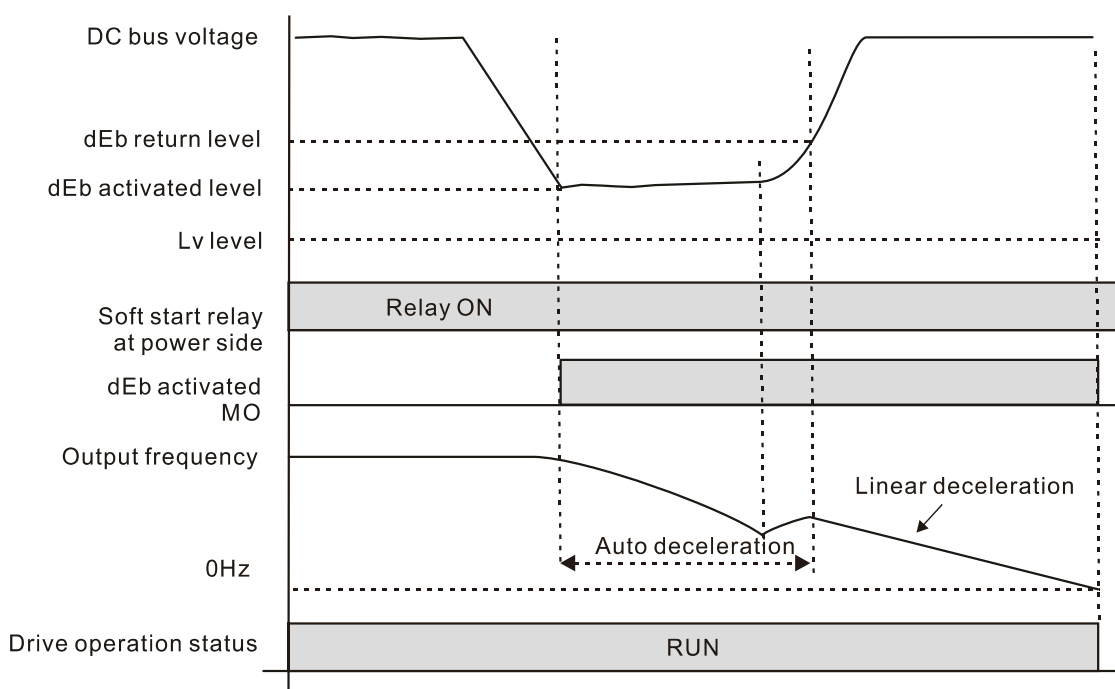 DC bus voltage
dEb return level
dEb activated level
Lv level
Relay ON
Soft start relay
at power side
dEb activated
MO
Output frequency
Linear deceleration
Auto deceleration
0Hz
Drive operation status
RUN